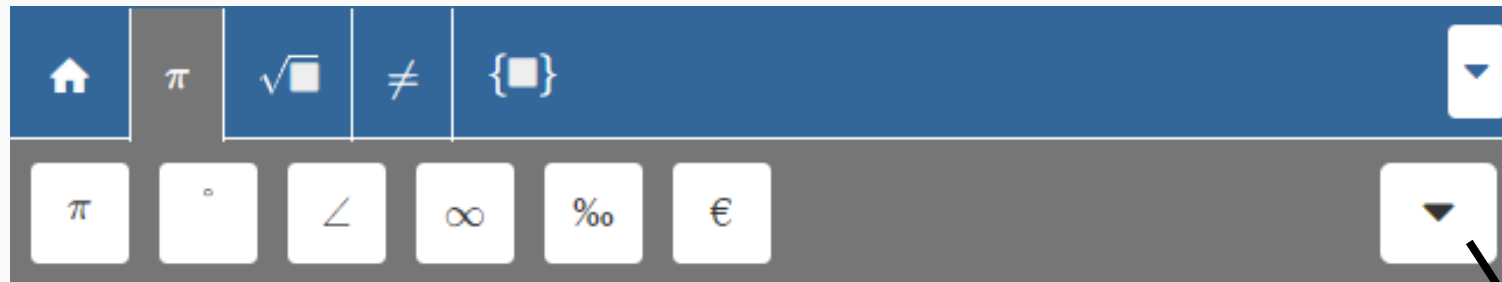 π √ ≠ {}
π ° ∠ ∞ ‰ €